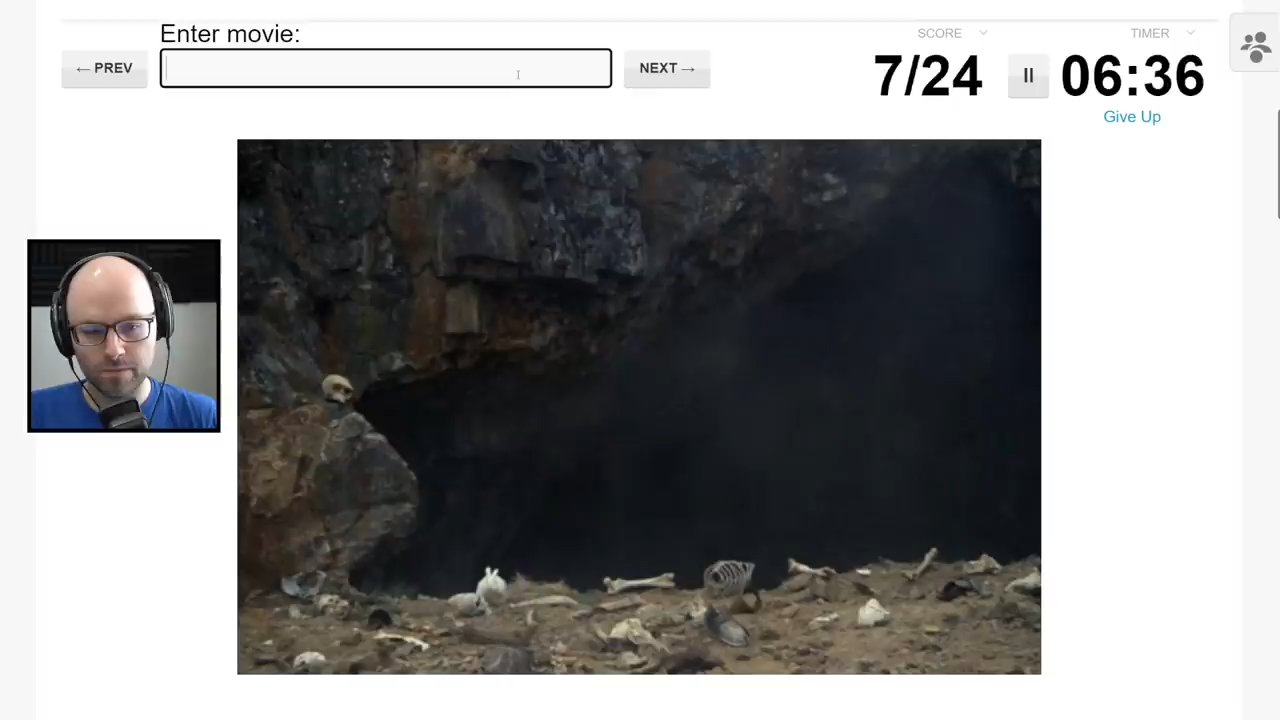 Enter movie:
← PREV
NEXT →
SCORE
7/24
TIMER
06:36
Give Up